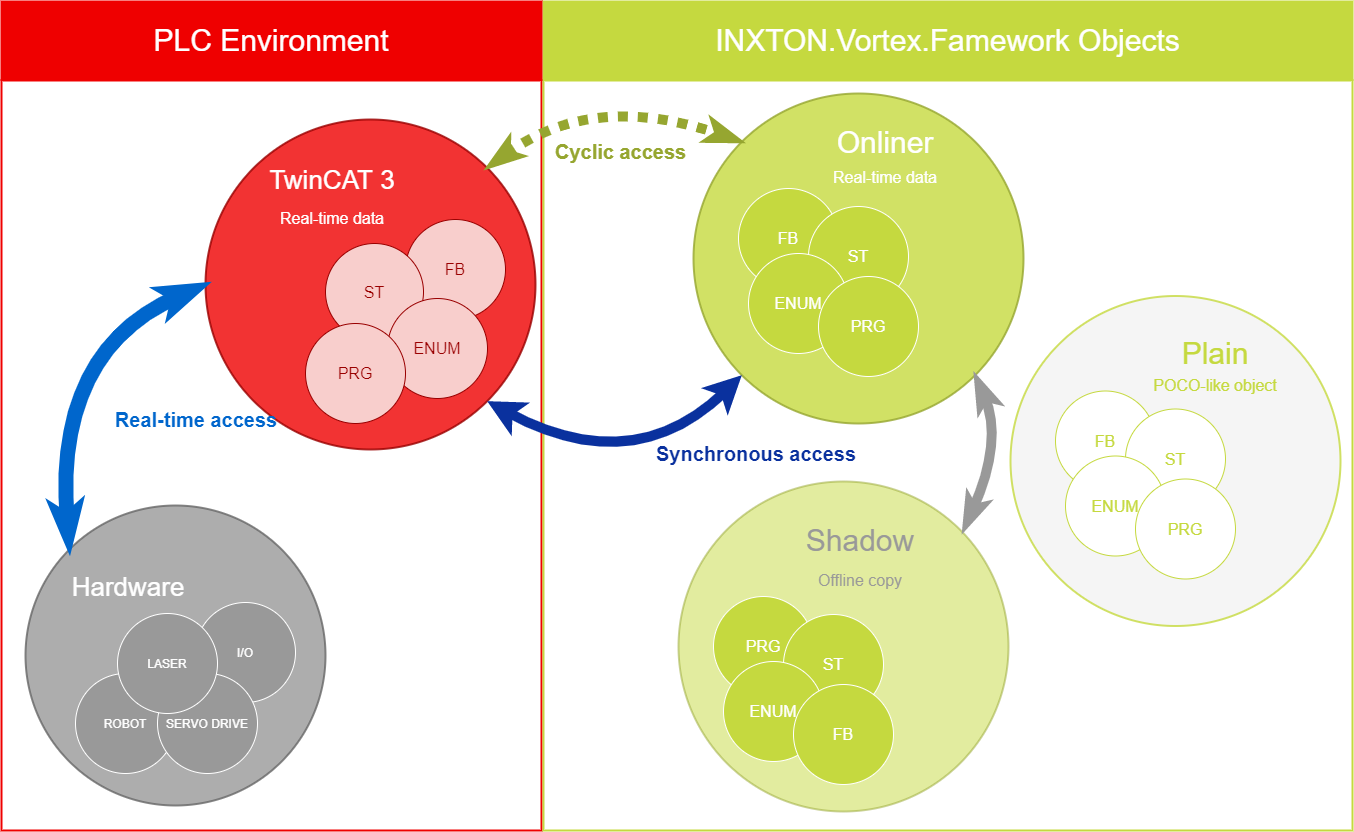 PLC Environment
INXTON.Vortex.Famework Objects
TwinCAT 3
Real-time data
FB
ST
ENUM
PRG
Cyclic access
Onliner
Real-time data
FB
ST
ENUM
PRG
Real-time access
Synchronous access
Plain
POCO-like object
FB
ST
ENUM
PRG
Hardware
LASER
I/O
ROBOT
SERVO DRIVE
Shadow
Offline copy
PRG
ST
ENUM
FB